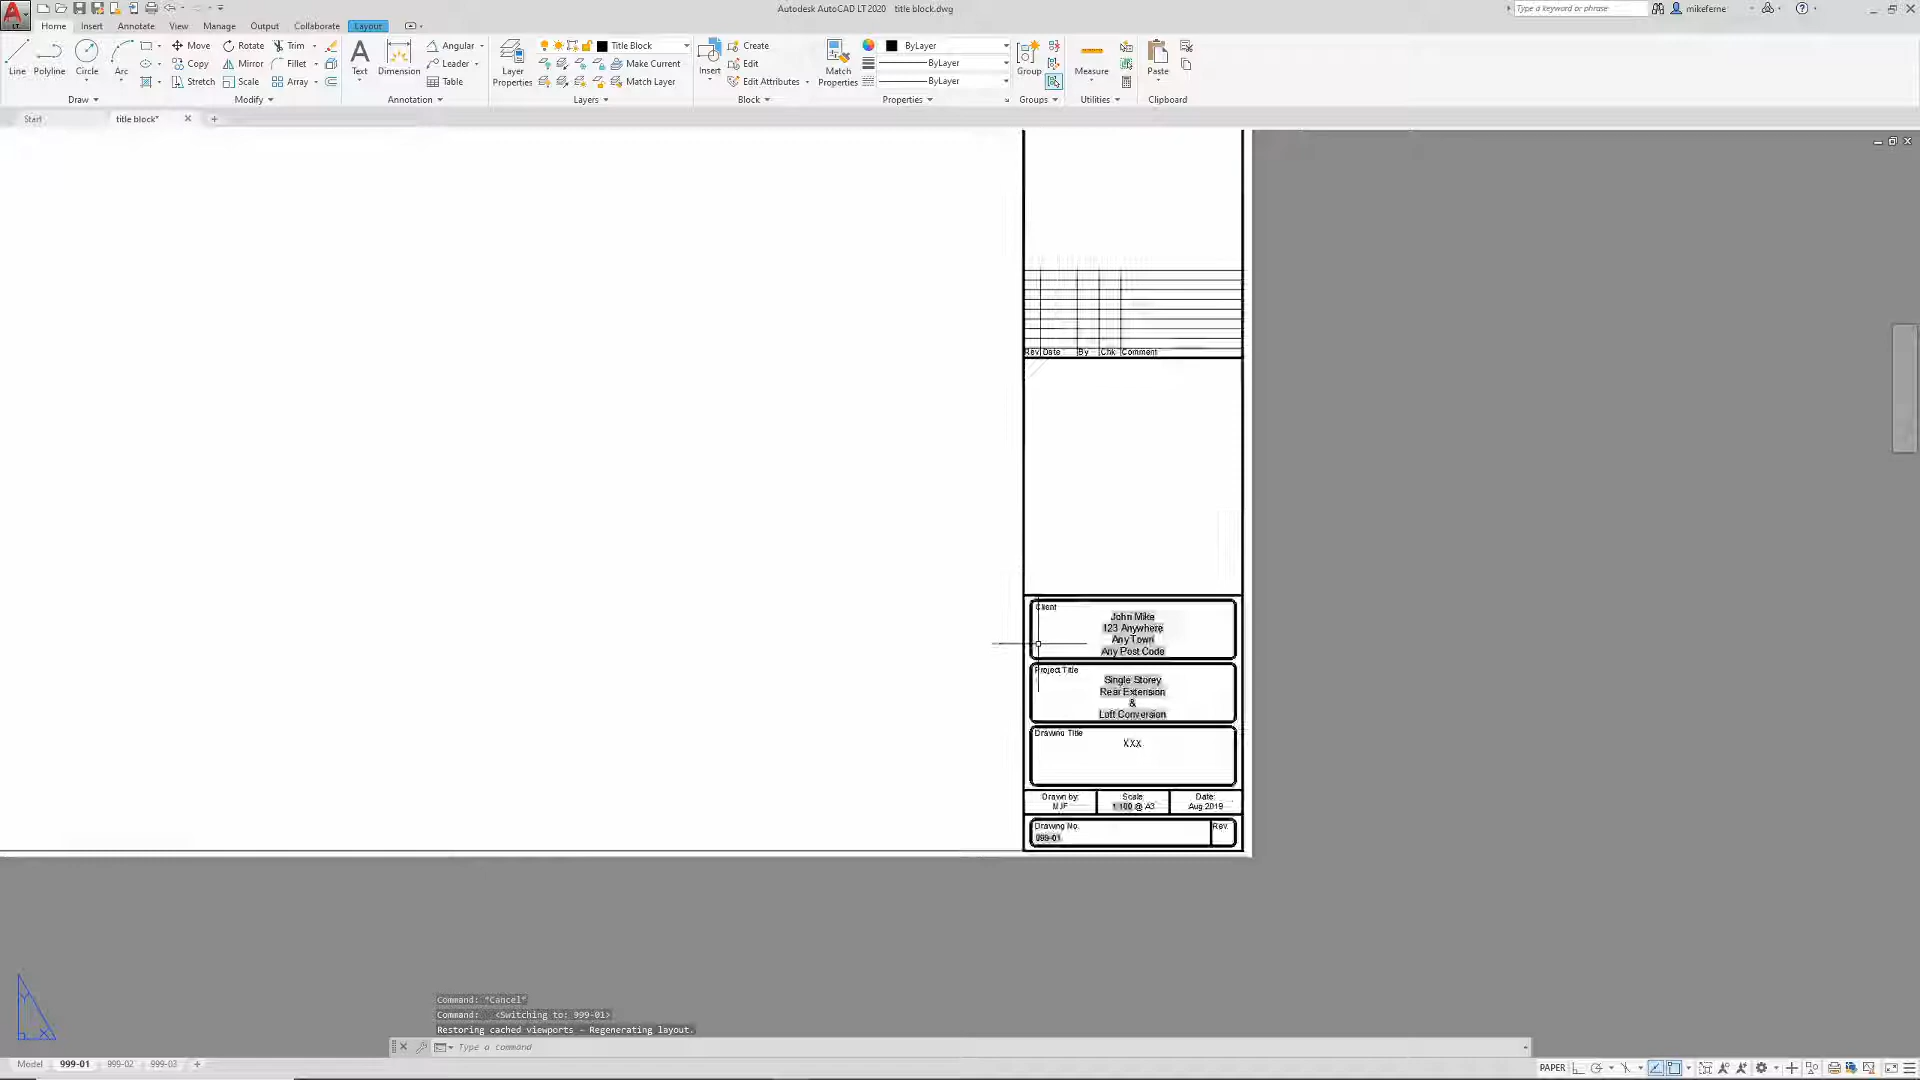 Autodesk AutoCAD LT 2020 title block.dwg
Type a keyword or phrase
mikeferne
Home Insert Annotate View Manage Output Collaborate Layout
Line Polyline Circle Arc
Draw
Move Rotate Trim
Copy Mirror Fillet
Stretch Scale Array
Modify
Text Dimension
Angular
Leader
Table
Annotation
Layer Properties
Title Block
Make Current
Match Layer
Layers
Insert
Create
Edit
Edit Attributes
Block
Match Properties
ByLayer
ByLayer
ByLayer
Properties
Group
Groups
Measure
Utilities
Paste
Clipboard
Start title block*
Rev Date By Chk Comment
Client
John Mike
123 Anywhere
Any Town
Any Post Code
Project Title
Single Storey
Rear Extension
&
Loft Conversion
Drawing Title
XXX
Drawn by: Scale: Date:
MJF 1:100 @ A3 Aug 2019
Drawing No. Rev.
999-01
Command: *Cancel*
Command: <Switching to: 999-01>
Restoring cached viewports - Regenerating layout.
Type a command
Model 999-01 999-02 999-03
PAPER